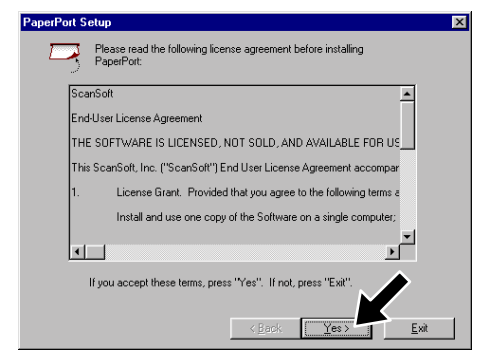 PaperPort Setup
Please read the following license agreement before installing
PaperPort:
ScanSoft
End-User License Agreement
THE SOFTWARE IS LICENSED, NOT SOLD, AND AVAILABLE FOR US
This ScanSoft, Inc. ("ScanSoft") End User License Agreement accompar
1. License Grant. Provided that you agree to the following terms a
Install and use one copy of the Software on a single computer;
If you accept these terms, press "Yes". If not, press "Exit".
< Back Yes > Exit